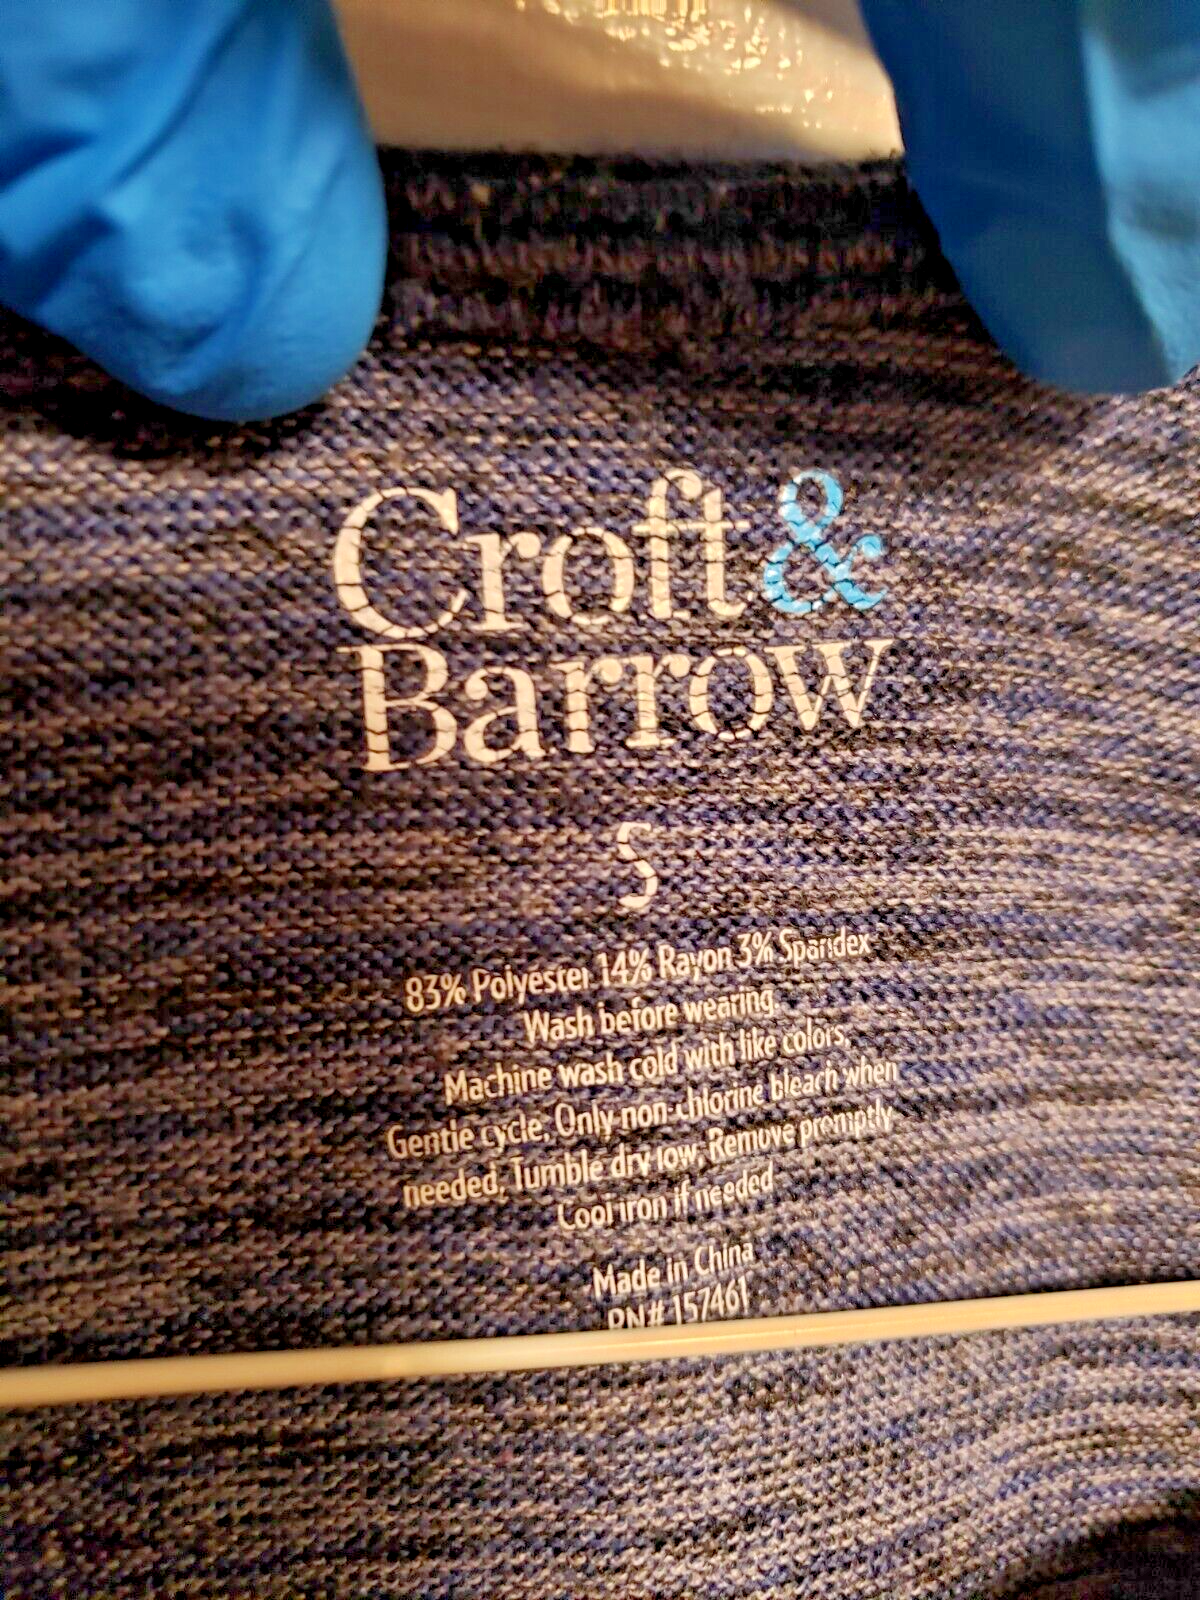 Croft &
Barrow
S
83% Polyester 14% Rayon 3% Spandex
Wash before wearing.
Machine wash cold with like colors,
Gentle cycle, Only non-chlorine bleach when
needed, Tumble dry low, Remove promptly
Cool iron if needed
Made in China
RN# 157461